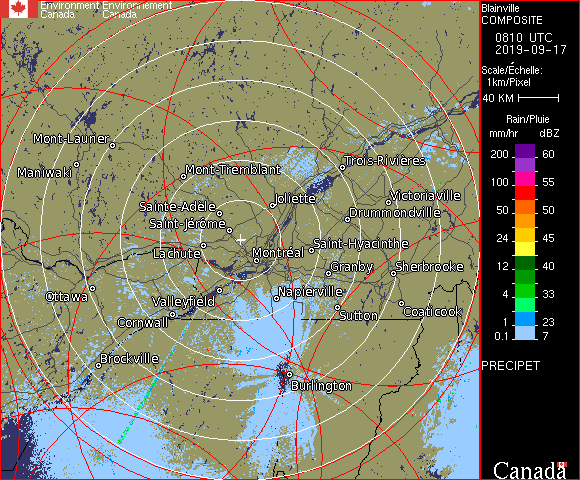 Environment Environnement
Canada Canada
Blainville
COMPOSITE
0810 UTC
2019-09-17
Scale/Échelle:
1km/Pixel
40 KM
Rain/Pluie
mm/hr dBZ
200 60
100 55
50 50
24 45
12 40
4 33
1 23
0.1 7
PRECIPET
Canada
Mont-Laurier
Maniwaki
Mont-Tremblant
Trois-Rivières
Sainte-Adèle
Joliette
Victoriaville
Drummondville
Saint-Jérôme
Lachute
Montréal
Saint-Hyacinthe
Granby
Sherbrooke
Ottawa
Valleyfield
Napierville
Cornwall
Sutton
Coaticook
Brockville
Burlington